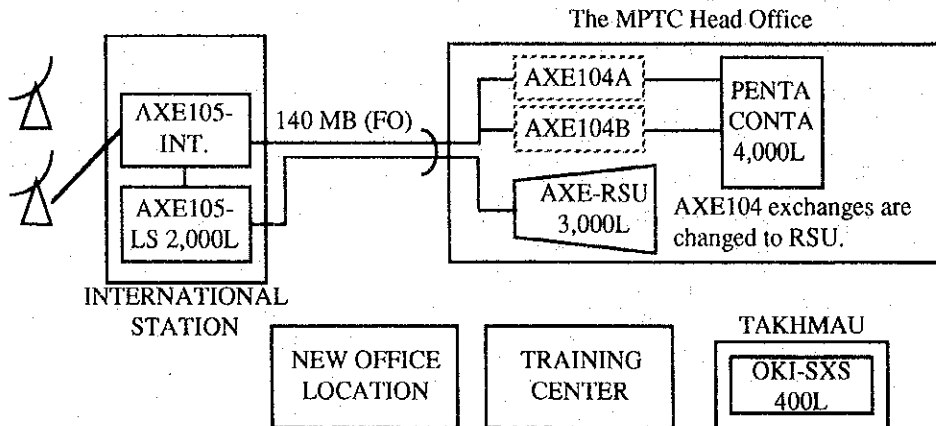 The MPTC Head Office
AXE104A
AXE104B
PENTA
CONTA
4,000L
AXE105-
INT.
140 MB (FO)
AXE105-
LS 2,000L
AXE-RSU
3,000L
AXE104 exchanges are
changed to RSU.
INTERNATIONAL
STATION
NEW OFFICE
LOCATION
TRAINING
CENTER
TAKHMAU
OKI-SXS
400L